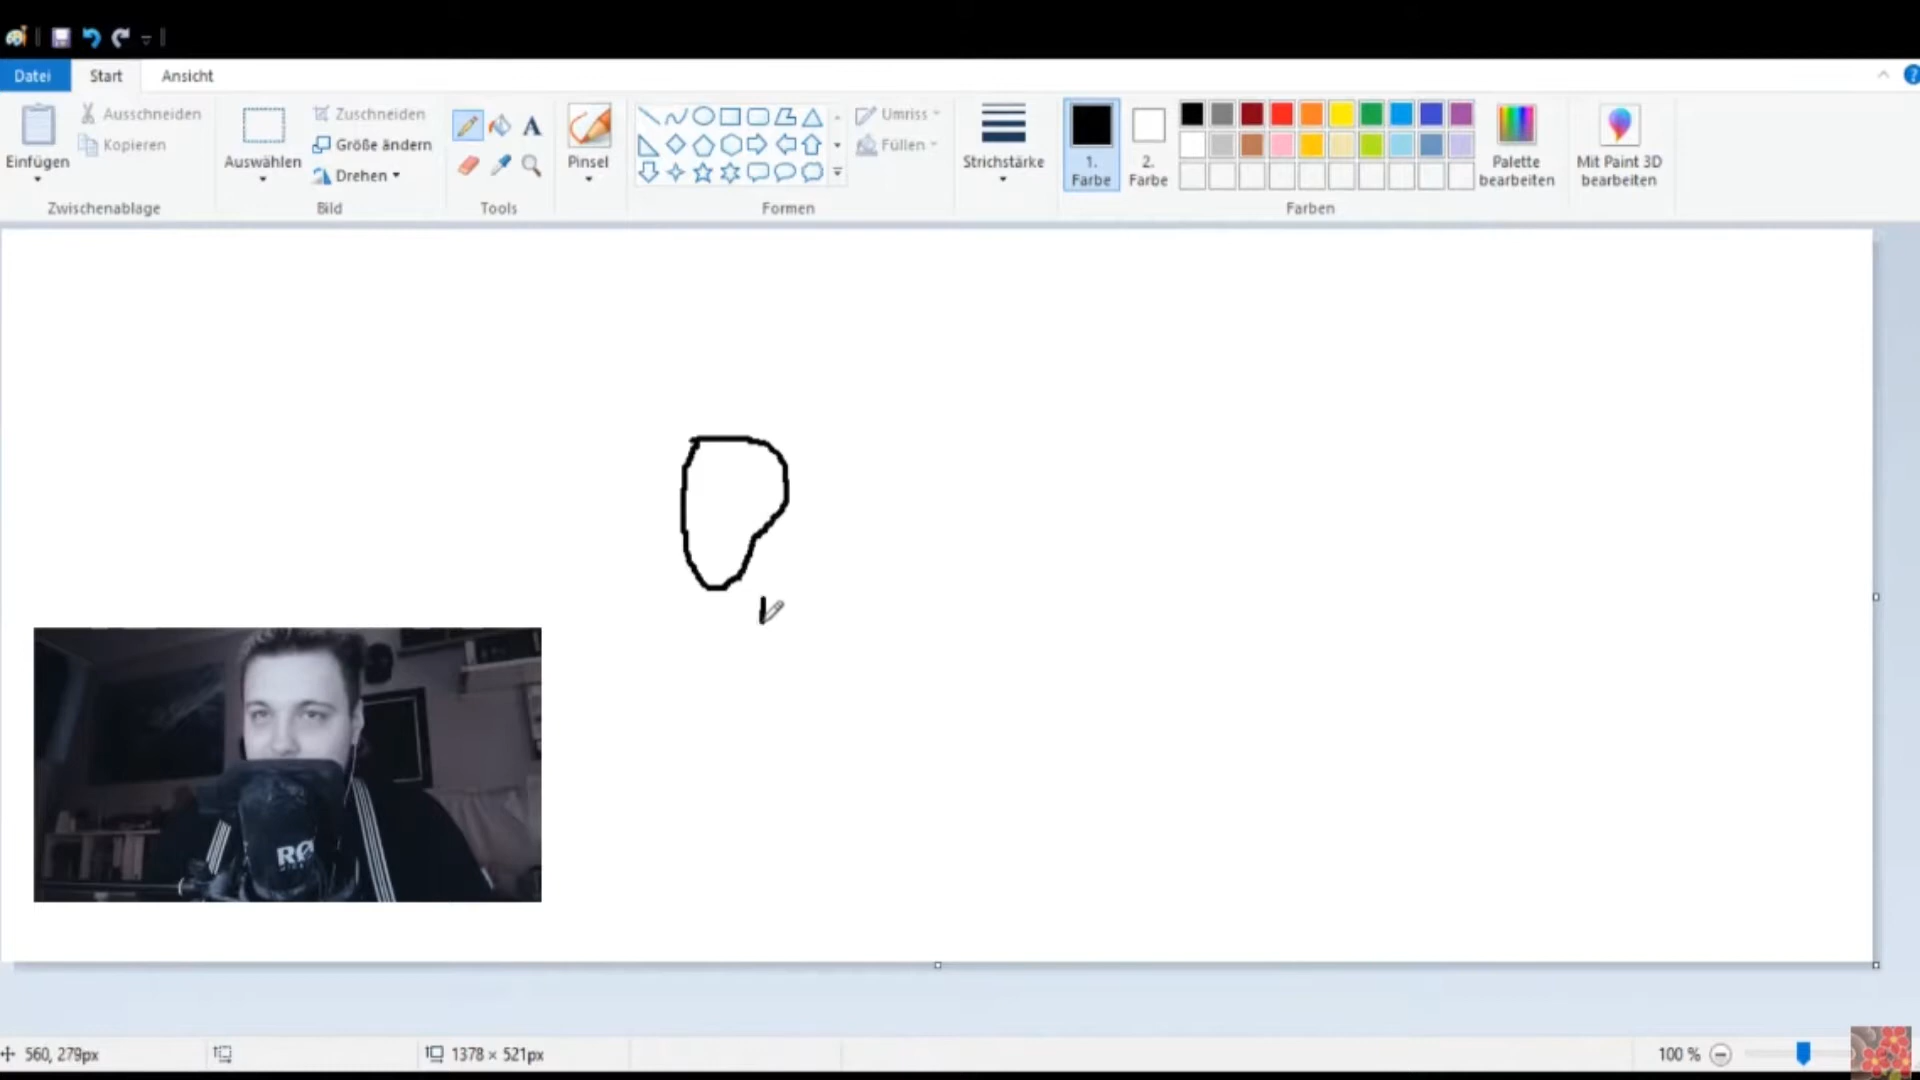 Datei Start Ansicht
Einfügen Ausschneiden Kopieren
Auswählen Zuschneiden Größe ändern Drehen
Pinsel
Umriss Füllen
Strichstärke
1. Farbe
2. Farbe
Palette bearbeiten
Mit Paint 3D bearbeiten
Zwischenablage Bild Tools Formen Farben
RØ
560, 279px 1378 × 521px 100 %